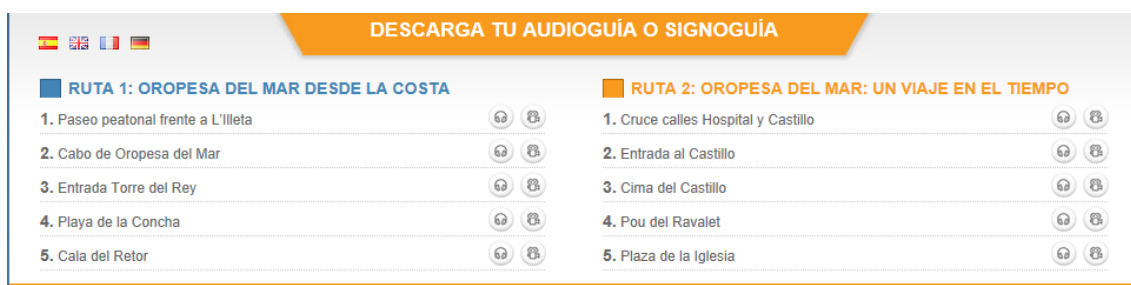 DESCARGA TU AUDIOGUÍA O SIGNOGUÍA
RUTA 1: OROPESA DEL MAR DESDE LA COSTA
1. Paseo peatonal frente a L'Illeta
2. Cabo de Oropesa del Mar
3. Entrada Torre del Rey
4. Playa de la Concha
5. Cala del Retor
RUTA 2: OROPESA DEL MAR: UN VIAJE EN EL TIEMPO
1. Cruce calles Hospital y Castillo
2. Entrada al Castillo
3. Cima del Castillo
4. Pou del Ravalet
5. Plaza de la Iglesia